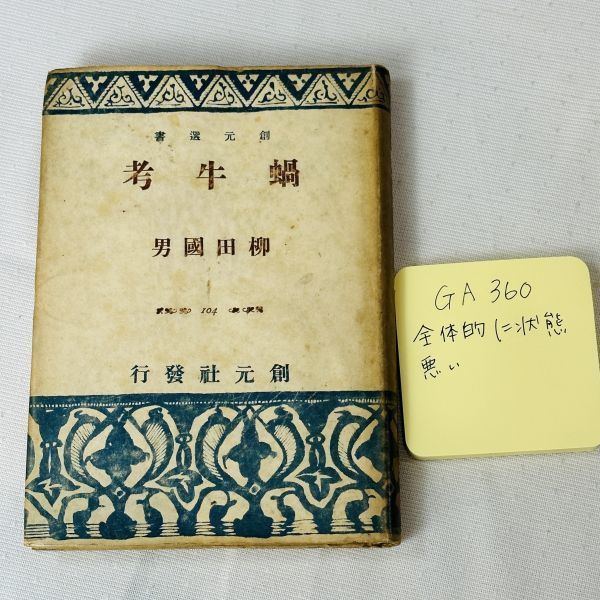 書選元創
考牛蝸
男國田柳
104
行發社元創
GA 360
全体的に状態
悪い